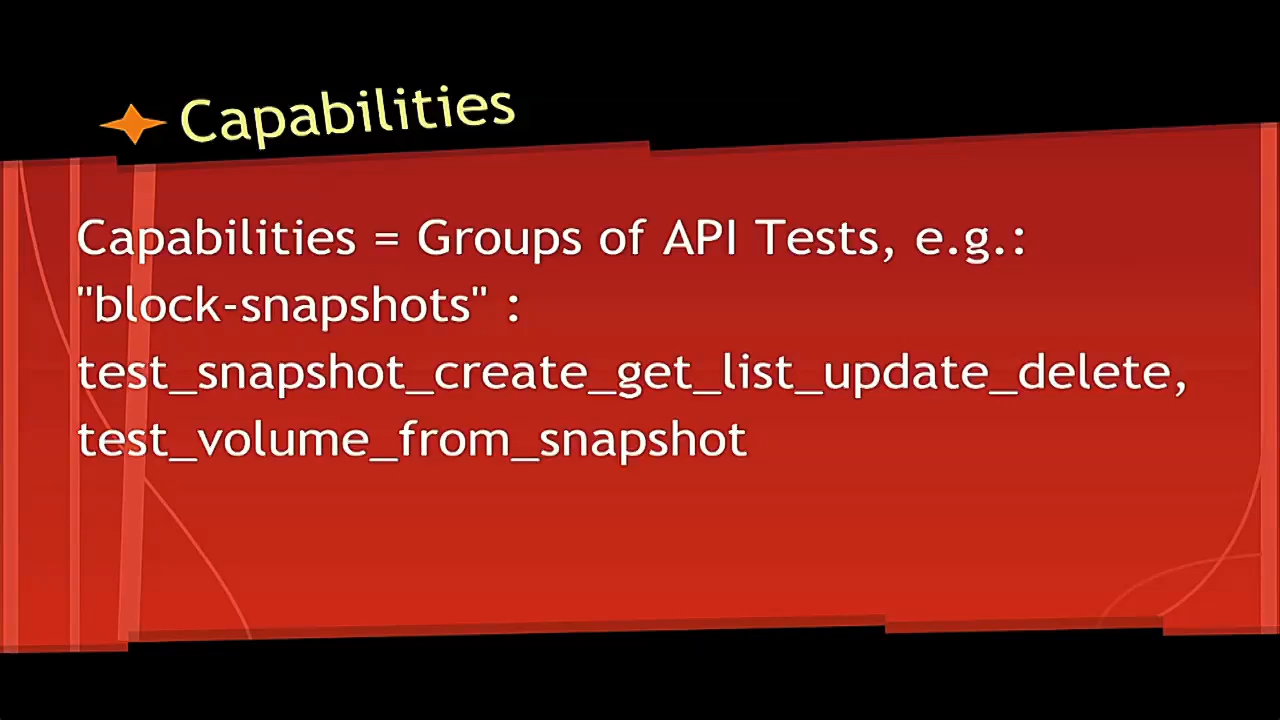 Capabilities
Capabilities = Groups of API Tests, e.g.:
"block-snapshots" :
test_snapshot_create_get_list_update_delete,
test_volume_from_snapshot